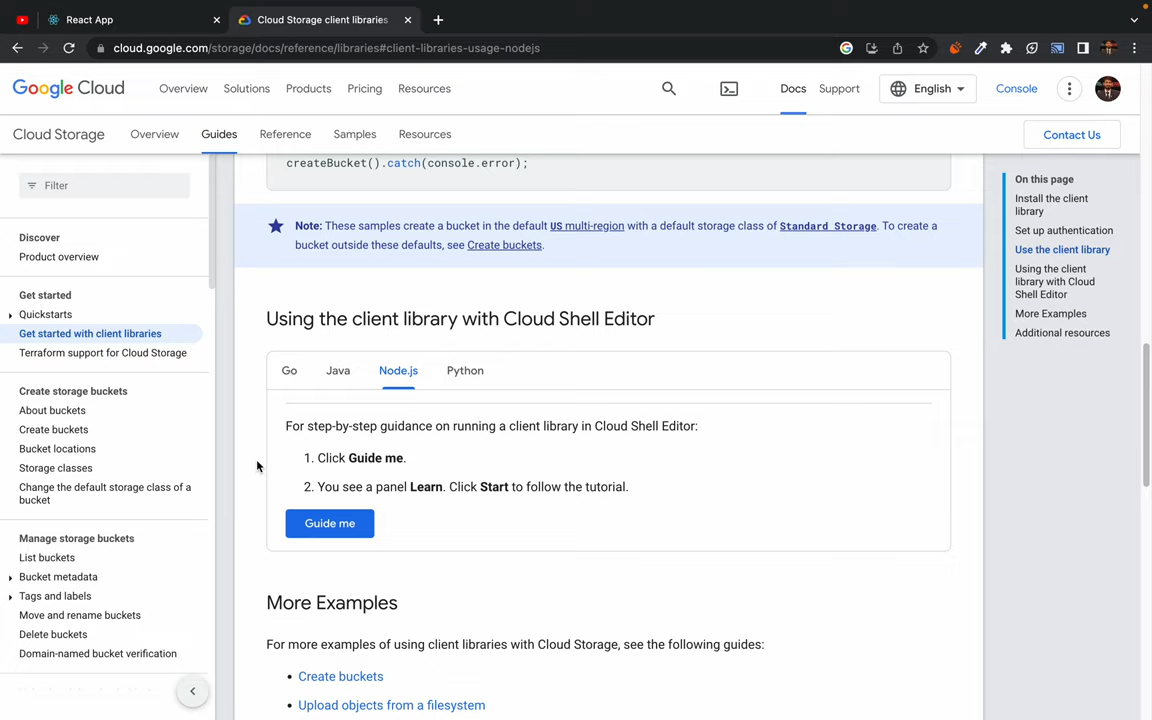 React App
Cloud Storage client libraries
cloud.google.com/storage/docs/reference/libraries#client-libraries-usage-nodejs
Google Cloud
Overview
Solutions
Products
Pricing
Resources
Docs
Support
English
Console
Cloud Storage
Overview
Guides
Reference
Samples
Resources
Contact Us
Filter
Discover
Product overview
Get started
Quickstarts
Get started with client libraries
Terraform support for Cloud Storage
Create storage buckets
About buckets
Create buckets
Bucket locations
Storage classes
Change the default storage class of a
bucket
Manage storage buckets
List buckets
Bucket metadata
Tags and labels
Move and rename buckets
Delete buckets
Domain-named bucket verification
createBucket().catch(console.error);
Note: These samples create a bucket in the default US multi-region with a default storage class of Standard Storage. To create a
bucket outside these defaults, see Create buckets.
Using the client library with Cloud Shell Editor
Go
Java
Node.js
Python
For step-by-step guidance on running a client library in Cloud Shell Editor:
1. Click Guide me.
2. You see a panel Learn. Click Start to follow the tutorial.
Guide me
More Examples
For more examples of using client libraries with Cloud Storage, see the following guides:
• Create buckets
• Upload objects from a filesystem
On this page
Install the client
library
Set up authentication
Use the client library
Using the client
library with Cloud
Shell Editor
More Examples
Additional resources